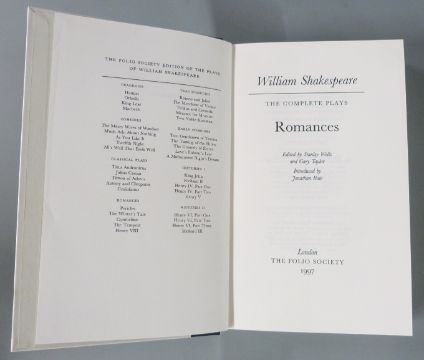 THE FOLIO SOCIETY EDITION OF THE PLAYS
OF WILLIAM SHAKESPEARE
TRAGEDIES
Hamlet
Othello
King Lear
Macbeth
COMEDIES
The Merry Wives of Windsor
Much Ado About Nothing
As You Like It
Twelfth Night
All's Well That Ends Well
CLASSICAL PLAYS
Titus Andronicus
Julius Caesar
Timon of Athens
Antony and Cleopatra
Coriolanus
ROMANCES
Pericles
The Winter's Tale
Cymbeline
The Tempest
Henry VIII
Romeo and Juliet
The Merchant of Venice
Troilus and Cressida
Measure for Measure
Two Noble Kinsmen
EARLY COMEDIES
Two Gentlemen of Verona
The Taming of the Shrew
The Comedy of Errors
Love's Labour's Lost
A Midsummer Night's Dream
HISTORIES I
King John
Richard II
Henry IV, Part One
Henry IV, Part Two
Henry V
HISTORIES II
Henry VI, Part One
Henry VI, Part Two
Henry VI, Part Three
Richard III
William Shakespeare
THE COMPLETE PLAYS
Romances
Edited by Stanley Wells
and Gary Taylor
Introduced by
Jonathan Bate
London
THE FOLIO SOCIETY
1997